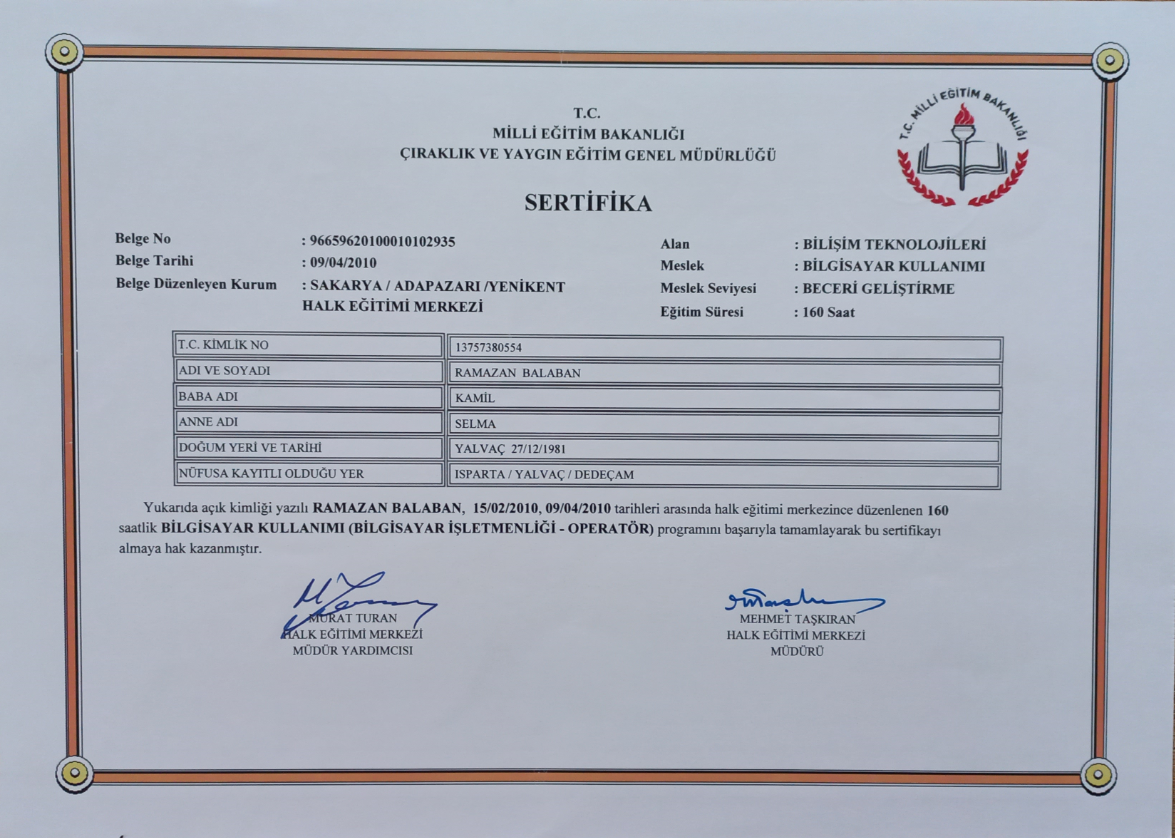 T.C. MİLLİ EĞİTİM BAKANLIĞI
T.C.
MİLLİ EĞİTİM BAKANLIĞI
ÇIRAKLIK VE YAYGIN EĞİTİM GENEL MÜDÜRLÜĞÜ
SERTİFİKA
Belge No : 96659620100010102935
Belge Tarihi : 09/04/2010
Belge Düzenleyen Kurum : SAKARYA / ADAPAZARI /YENİKENT
HALK EĞİTİMİ MERKEZİ
Alan : BİLİŞİM TEKNOLOJİLERİ
Meslek : BİLGİSAYAR KULLANIMI
Meslek Seviyesi : BECERİ GELİŞTİRME
Eğitim Süresi : 160 Saat
T.C. KİMLİK NO 13757380554
ADI VE SOYADI RAMAZAN BALABAN
BABA ADI KAMİL
ANNE ADI SELMA
DOĞUM YERİ VE TARİHİ YALVAÇ 27/12/1981
NÜFUSA KAYITLI OLDUĞU YER ISPARTA / YALVAÇ / DEDEÇAM
Yukarıda açık kimliği yazılı RAMAZAN BALABAN, 15/02/2010, 09/04/2010 tarihleri arasında halk eğitimi merkezince düzenlenen 160
saatlik BİLGİSAYAR KULLANIMI (BİLGİSAYAR İŞLETMENLİĞİ - OPERATÖR) programını başarıyla tamamlayarak bu sertifikayı
almaya hak kazanmıştır.
MURAT TURAN
HALK EĞİTİMİ MERKEZİ
MÜDÜR YARDIMCISI
MEHMET TAŞKIRAN
HALK EĞİTİMİ MERKEZİ
MÜDÜRÜ